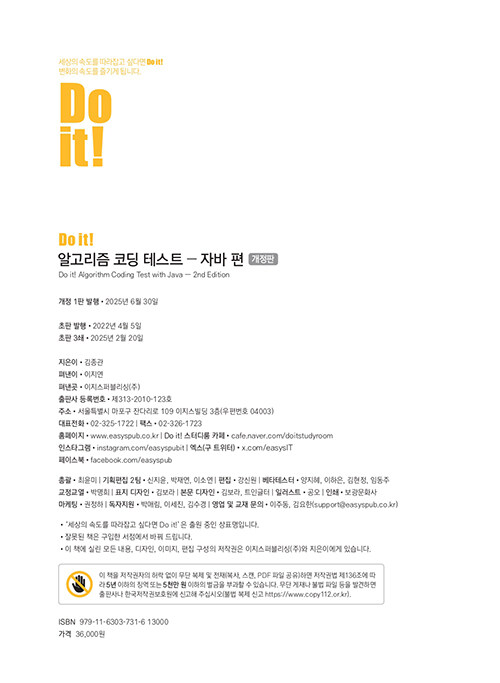 세상의 속도를 따라잡고 싶다면 Do it!
변화의 속도를 즐기게 됩니다.
Do
it!
Do it!
알고리즘 코딩 테스트 – 자바 편 개정판
Do it! Algorithm Coding Test with Java — 2nd Edition
개정 1판 발행 • 2025년 6월 30일
초판 발행 • 2022년 4월 5일
초판 3쇄 • 2025년 2월 20일
지은이 • 김종관
펴낸이 • 이지연
펴낸곳 • 이지스퍼블리싱(주)
출판사 등록번호 • 제313-2010-123호
주소 • 서울특별시 마포구 잔다리로 109 이지스빌딩 3층(우편번호 04003)
대표전화 • 02-325-1722 | 팩스 • 02-326-1723
홈페이지 • www.easyspub.co.kr | Do it! 스터디룸 카페 • cafe.naver.com/doitstudyroom
인스타그램 • instagram.com/easyspubit | 엑스(구 트위터) • x.com/easysIT
페이스북 • facebook.com/easyspub
총괄 • 최윤미 | 기획편집 2팀 • 신지윤, 박재연, 이소연 | 편집 • 강신원 | 베타테스터 • 양지혜, 이하은, 김현정, 임동주
교정교열 • 박명희 | 표지 디자인 • 김보라 | 본문 디자인 • 김보라, 트인글터 | 일러스트 • 공오 | 인쇄 • 보광문화사
마케팅 • 권정하 | 독자지원 • 박애림, 이세진, 김수경 | 영업 및 교재 문의 • 이주동, 김요한(support@easyspub.co.kr)
• '세상의 속도를 따라잡고 싶다면 Do it!'은 출원 중인 상표명입니다.
• 잘못된 책은 구입한 서점에서 바꿔 드립니다.
• 이 책에 실린 모든 내용, 디자인, 이미지, 편집 구성의 저작권은 이지스퍼블리싱(주)와 지은이에게 있습니다.
이 책을 저작권자의 허락 없이 무단 복제 및 전재(복사, 스캔, PDF 파일 공유)하면 저작권법 제136조에 따
라 5년 이하의 징역 또는 5천만 원 이하의 벌금을 부과할 수 있습니다. 무단 게재나 불법 파일 등을 발견하면
출판사나 한국저작권보호원에 신고해 주십시오(불법 복제 신고 https://www.copy112.or.kr).
ISBN 979-11-6303-731-6 13000
가격 36,000원